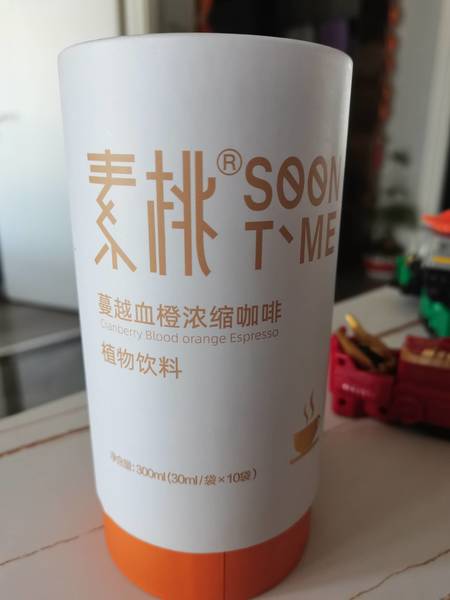 素桃® SOON
T、ME
蔓越血橙浓缩咖啡
Cranberry Blood orange Espresso
植物饮料
净含量: 300ml (30ml/袋×10袋)